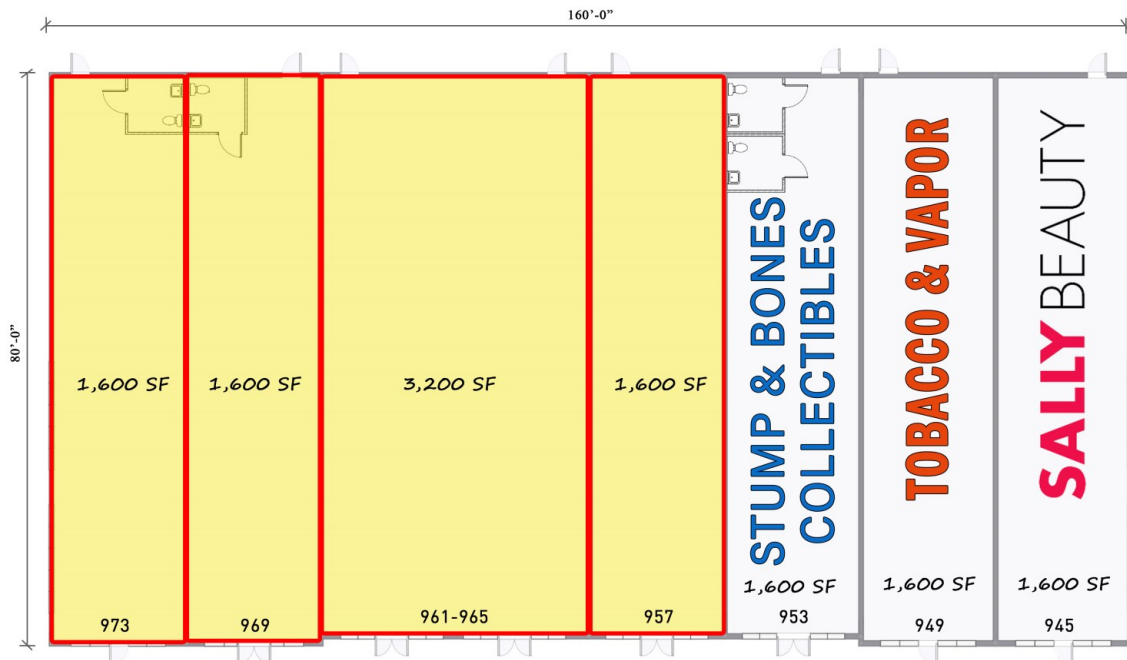 160'-0"
80'-0"
1,600 SF
973
1,600 SF
969
3,200 SF
961-965
1,600 SF
957
STUMP & BONES
COLLECTIBLES
1,600 SF
953
TOBACCO & VAPOR
1,600 SF
949
SALLY BEAUTY
1,600 SF
945